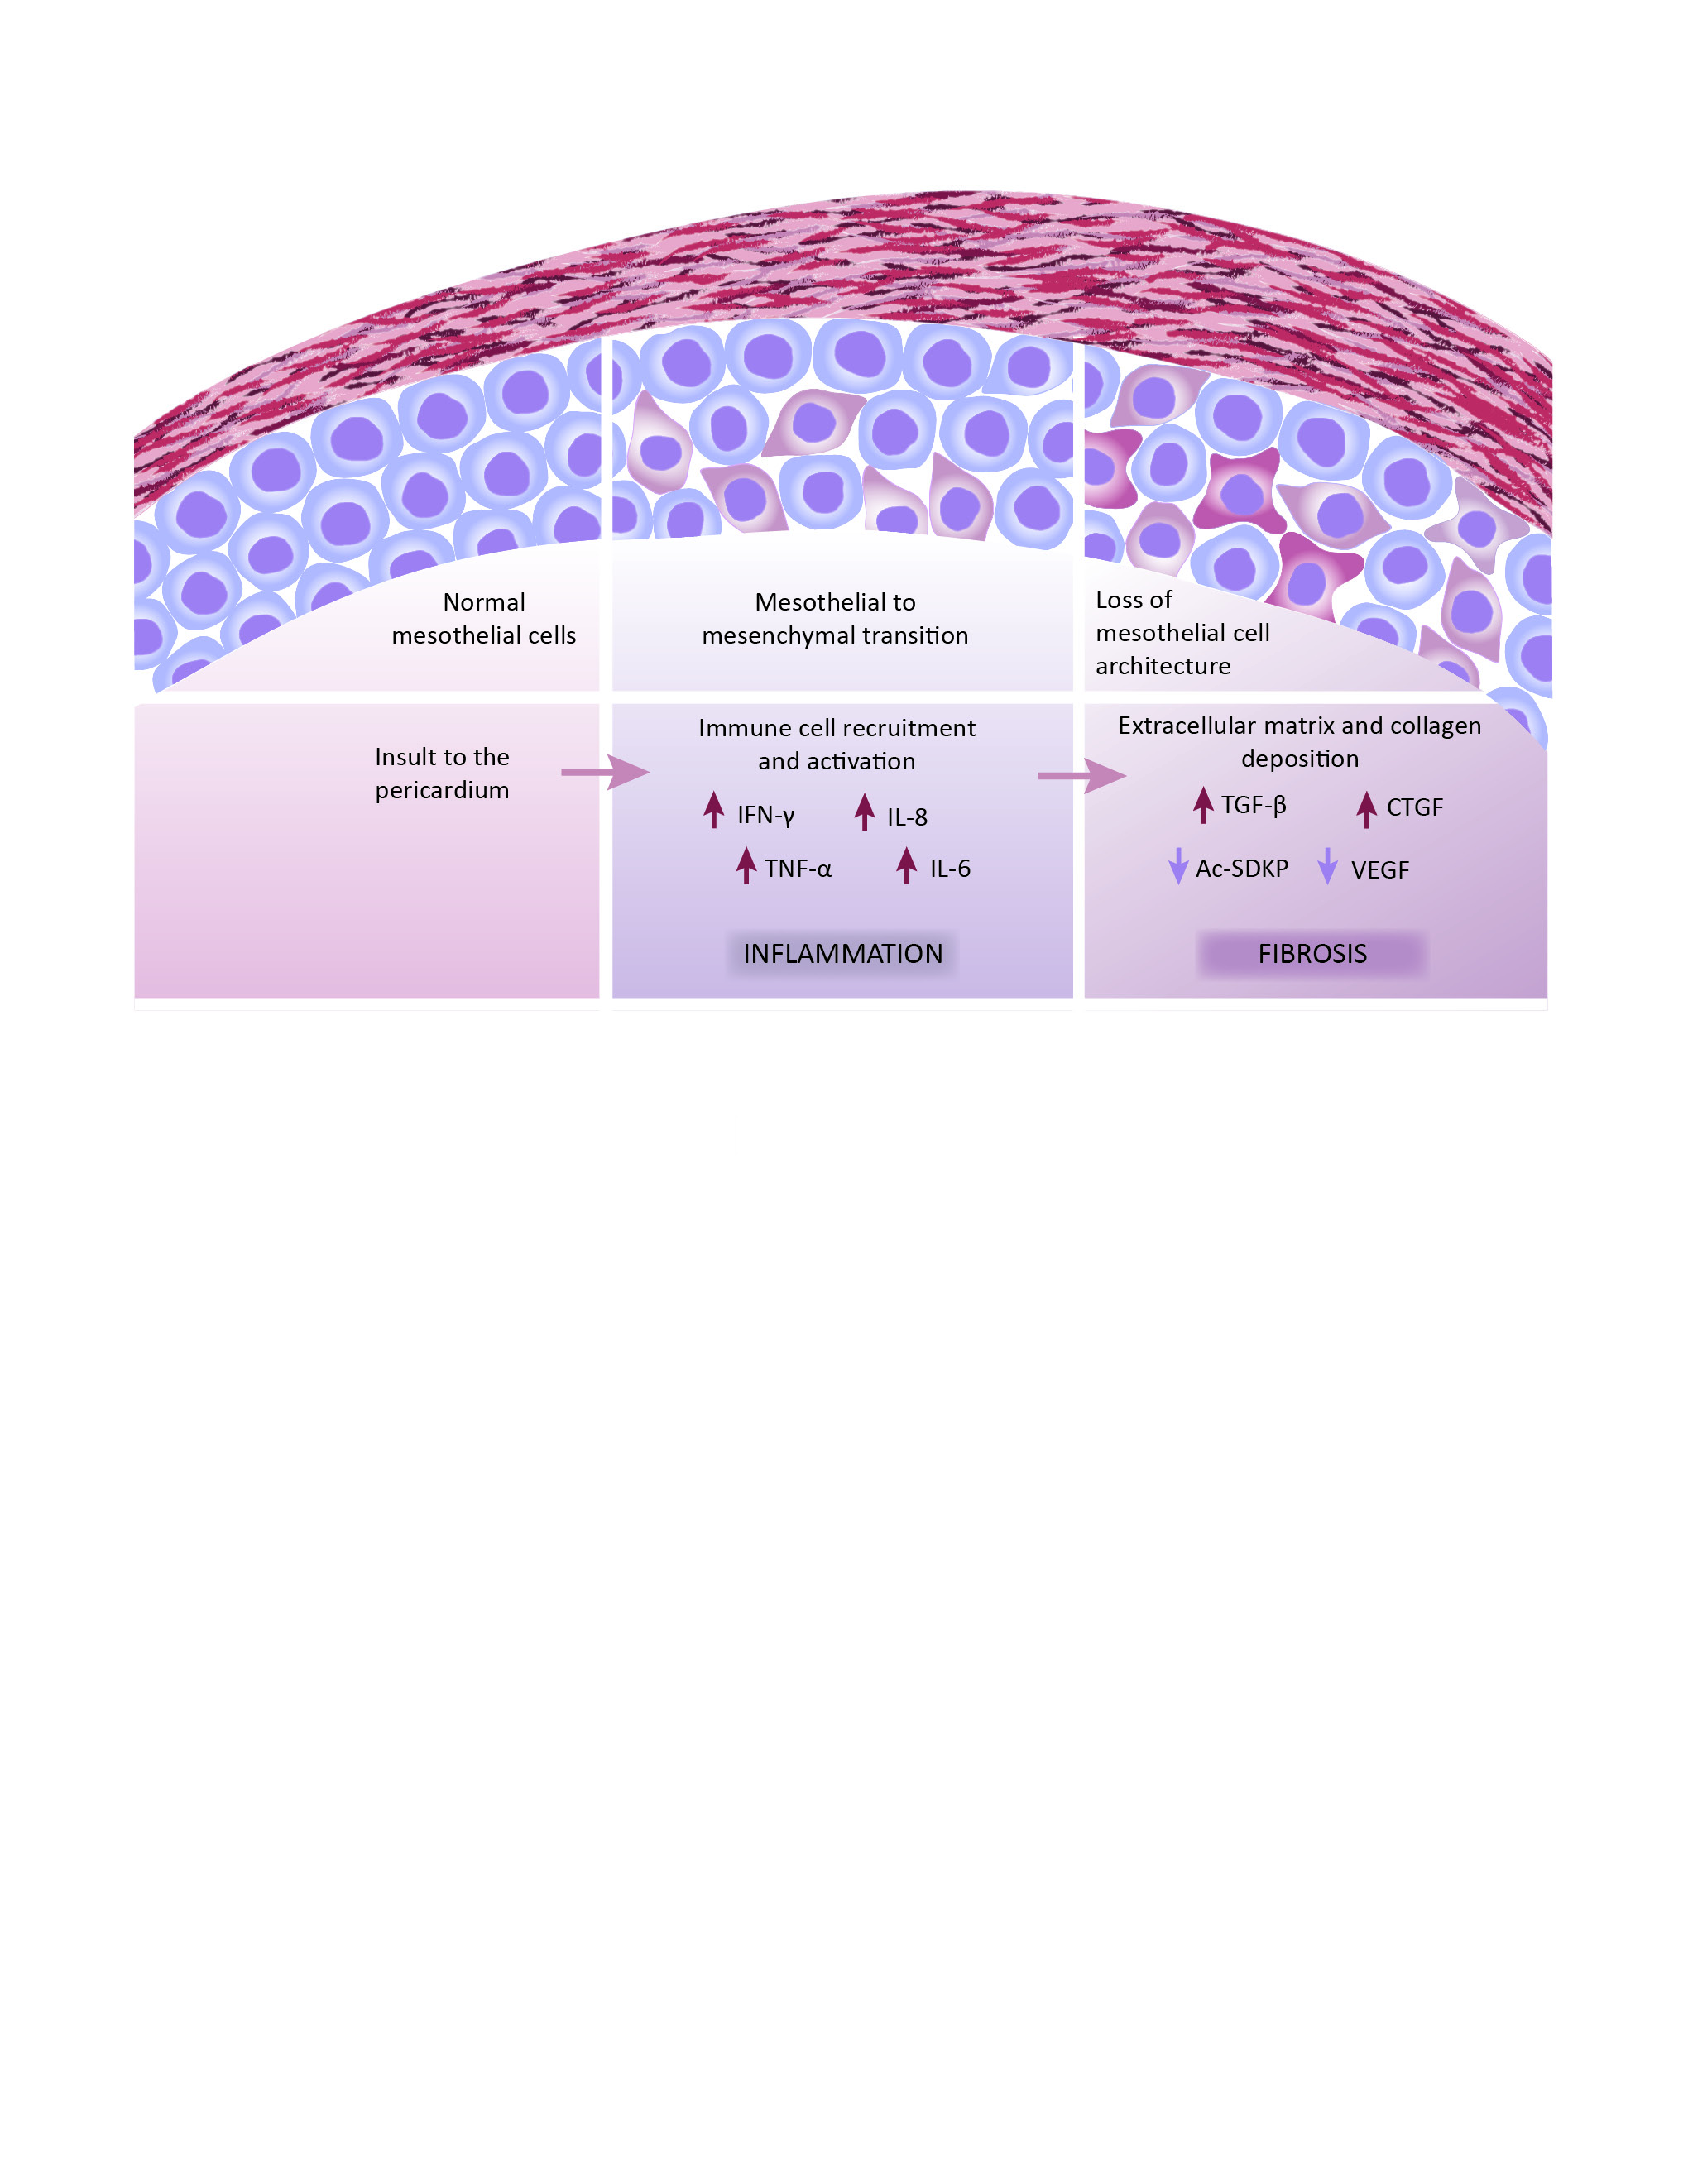 Normal
mesothelial cells
Mesothelial to
mesenchymal transition
Loss of
mesothelial cell
architecture
Insult to the
pericardium
Immune cell recruitment
and activation
IFN-γ IL-8
TNF-α IL-6
INFLAMMATION
Extracellular matrix and collagen
deposition
TGF-β CTGF
Ac-SDKP VEGF
FIBROSIS